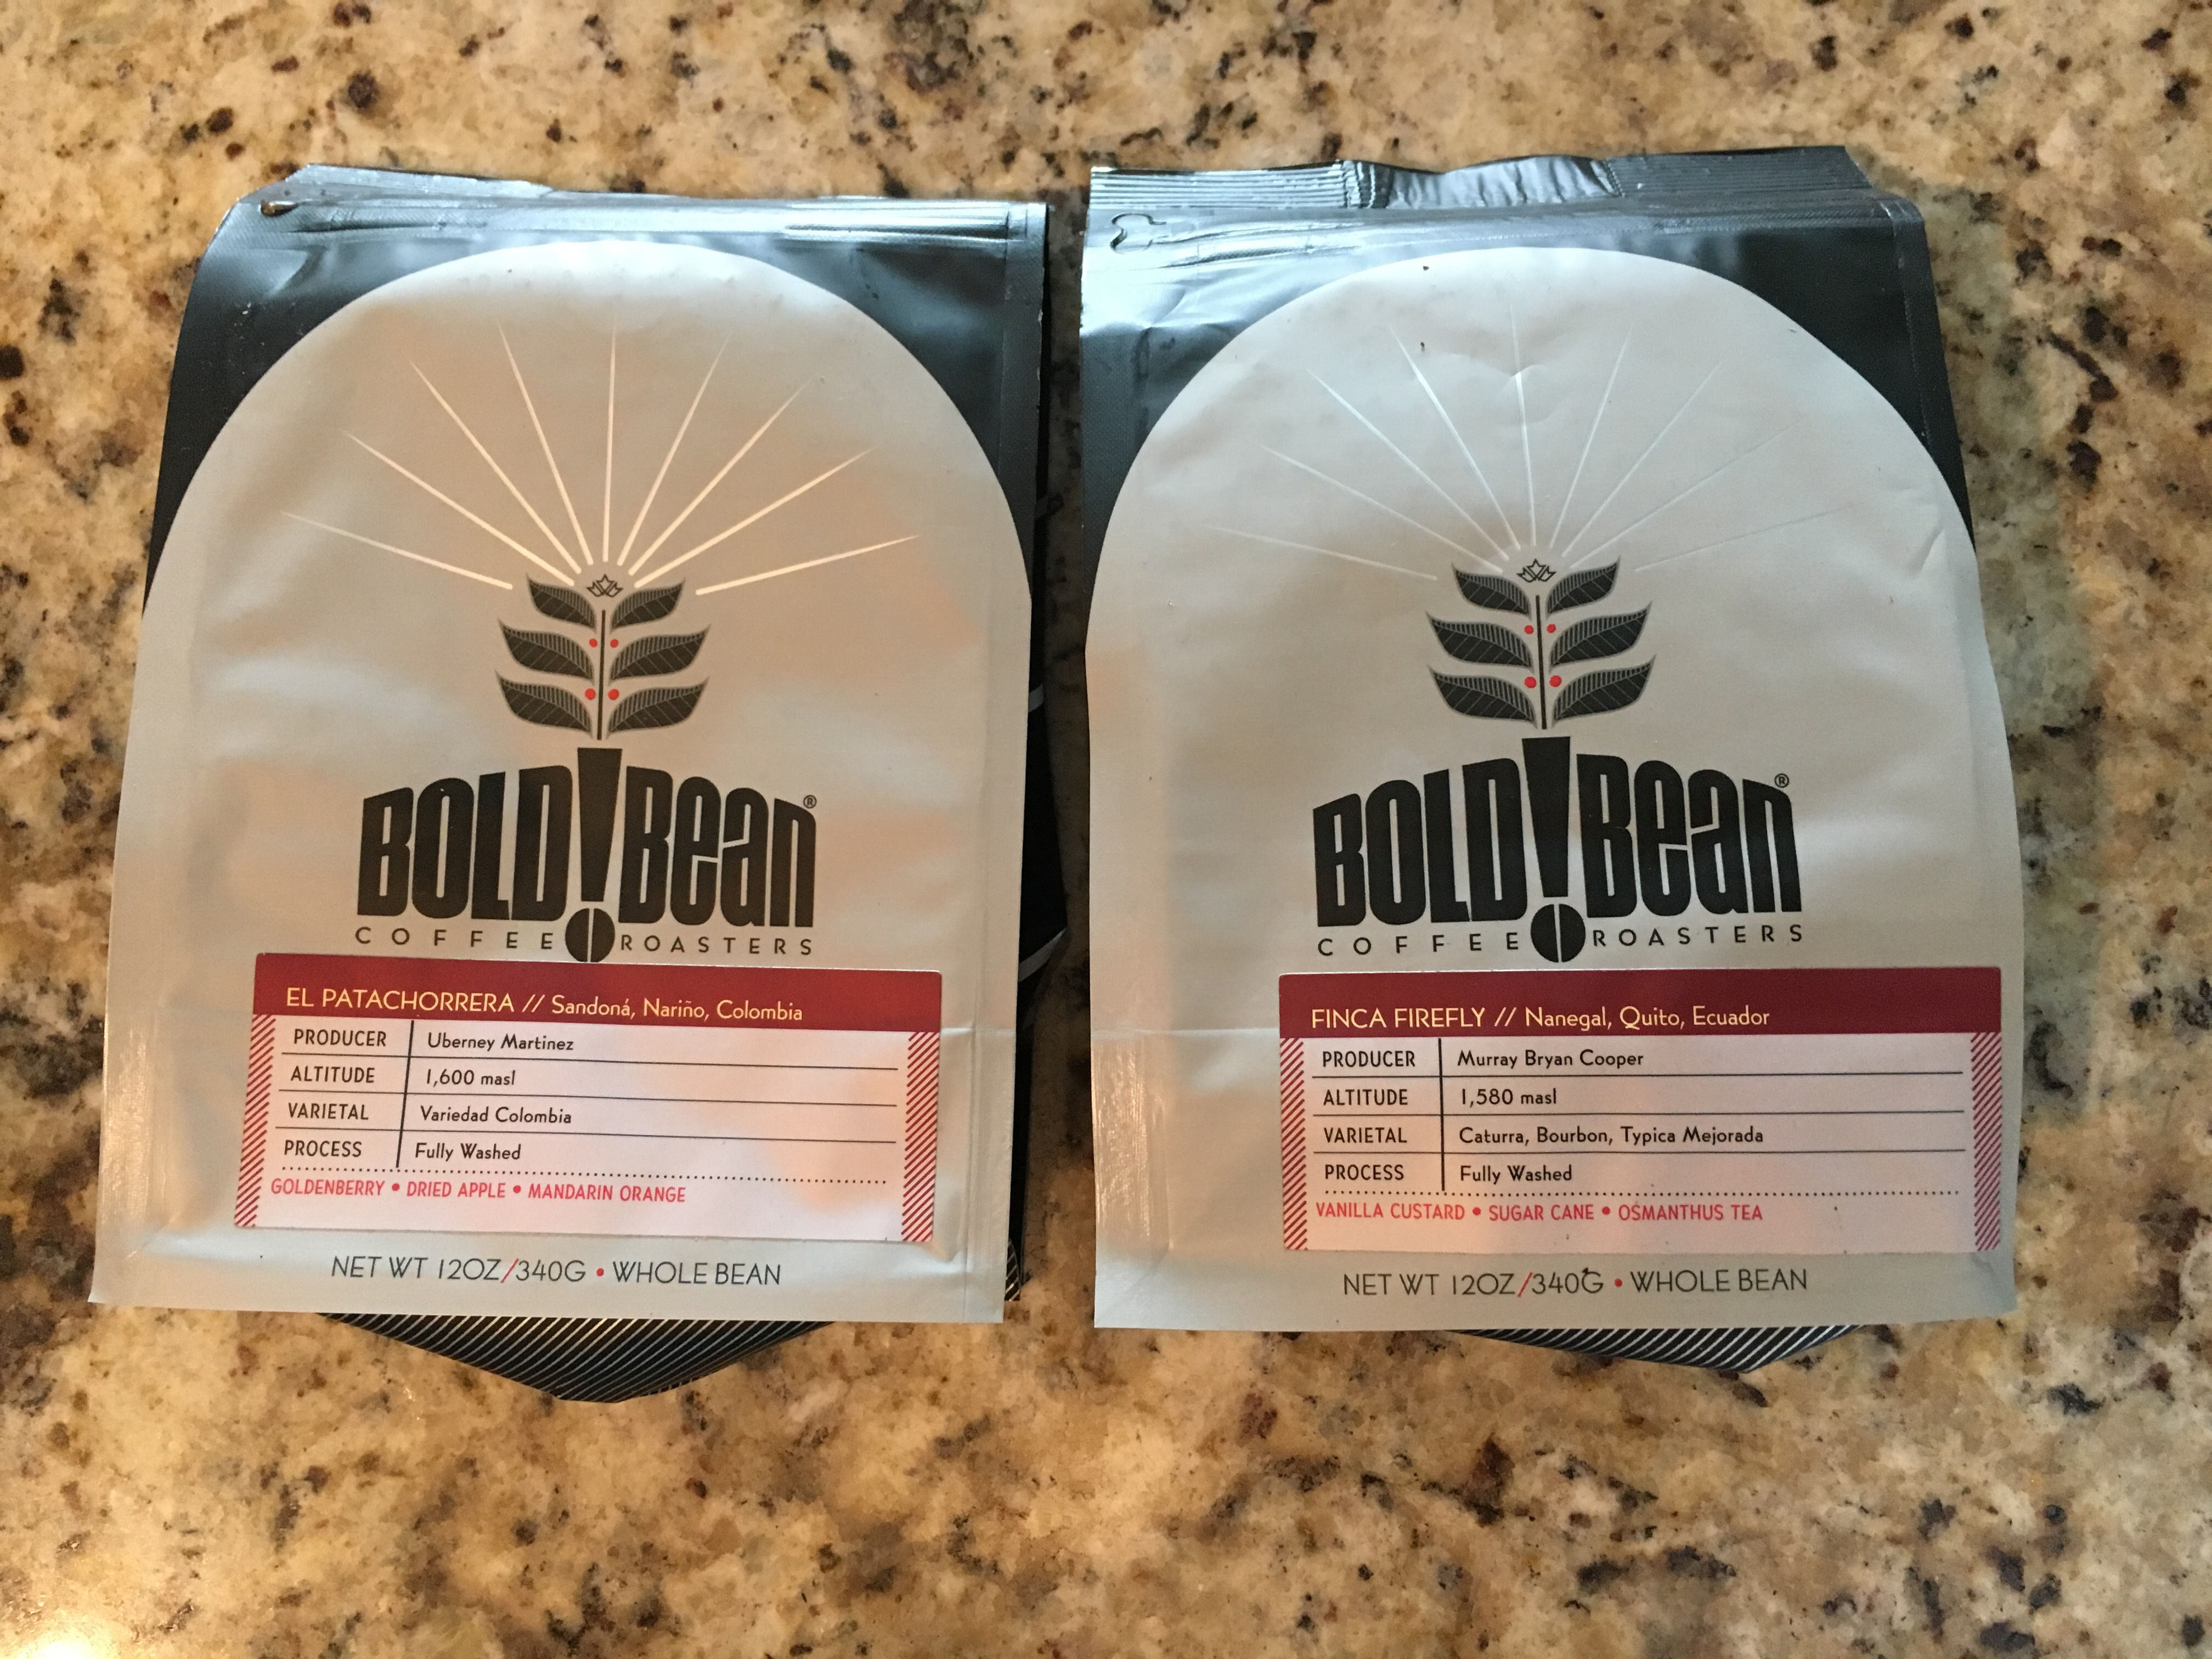 BOLD!Bean®
COFFEE ROASTERS
EL PATACHORRERA // Sandoná, Nariño, Colombia
PRODUCER Uberney Martinez
ALTITUDE 1,600 masl
VARIETAL Variedad Colombia
PROCESS Fully Washed
GOLDENBERRY • DRIED APPLE • MANDARIN ORANGE
NET WT 12OZ/340G • WHOLE BEAN
BOLD!Bean®
COFFEE ROASTERS
FINCA FIREFLY // Nanegal, Quito, Ecuador
PRODUCER Murray Bryan Cooper
ALTITUDE 1,580 masl
VARIETAL Caturra, Bourbon, Typica Mejorada
PROCESS Fully Washed
VANILLA CUSTARD • SUGAR CANE • OSMANTHUS TEA
NET WT 12OZ/340G • WHOLE BEAN